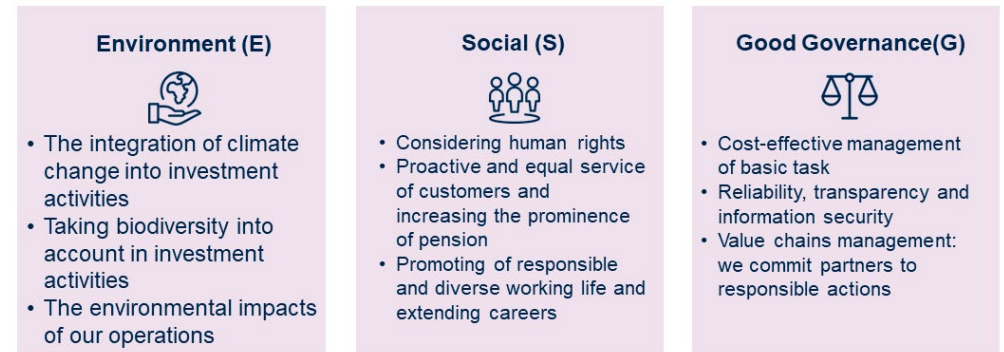 Environment (E)
• The integration of climate
change into investment
activities
• Taking biodiversity into
account in investment
activities
• The environmental impacts
of our operations
Social (S)
• Considering human rights
• Proactive and equal service
of customers and
increasing the prominence
of pension
• Promoting of responsible
and diverse working life and
extending careers
Good Governance(G)
• Cost-effective management
of basic task
• Reliability, transparency and
information security
• Value chains management:
we commit partners to
responsible actions